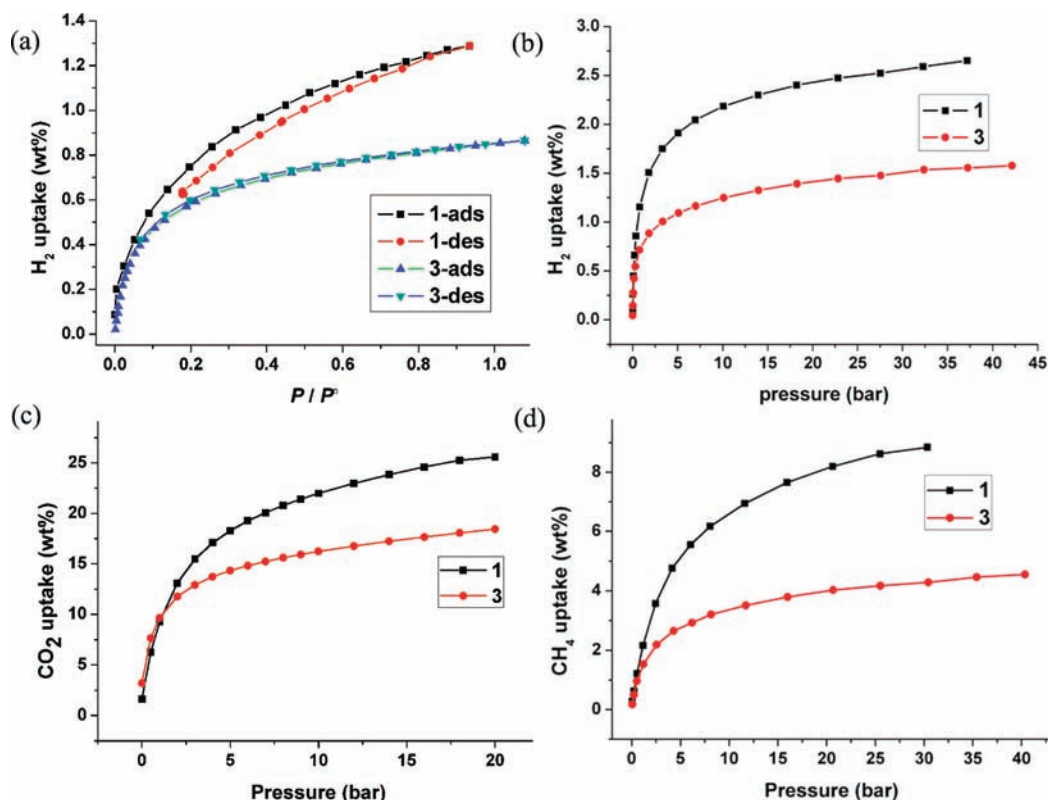 (a)
H2 uptake (wt%)
1.4
1.2
1.0
0.8
0.6
0.4
0.2
0.0
1-ads
1-des
3-ads
3-des
0.0 0.2 0.4 0.6 0.8 1.0
P / P°
(b)
H2 uptake (wt%)
3.0
2.5
2.0
1.5
1.0
0.5
0.0
1
3
0 5 10 15 20 25 30 35 40 45
pressure (bar)
(c)
CO2 uptake (wt%)
25
20
15
10
5
0
1
3
0 5 10 15 20
Pressure (bar)
(d)
CH4 uptake (wt%)
8
6
4
2
0
1
3
0 5 10 15 20 25 30 35 40
Pressure (bar)